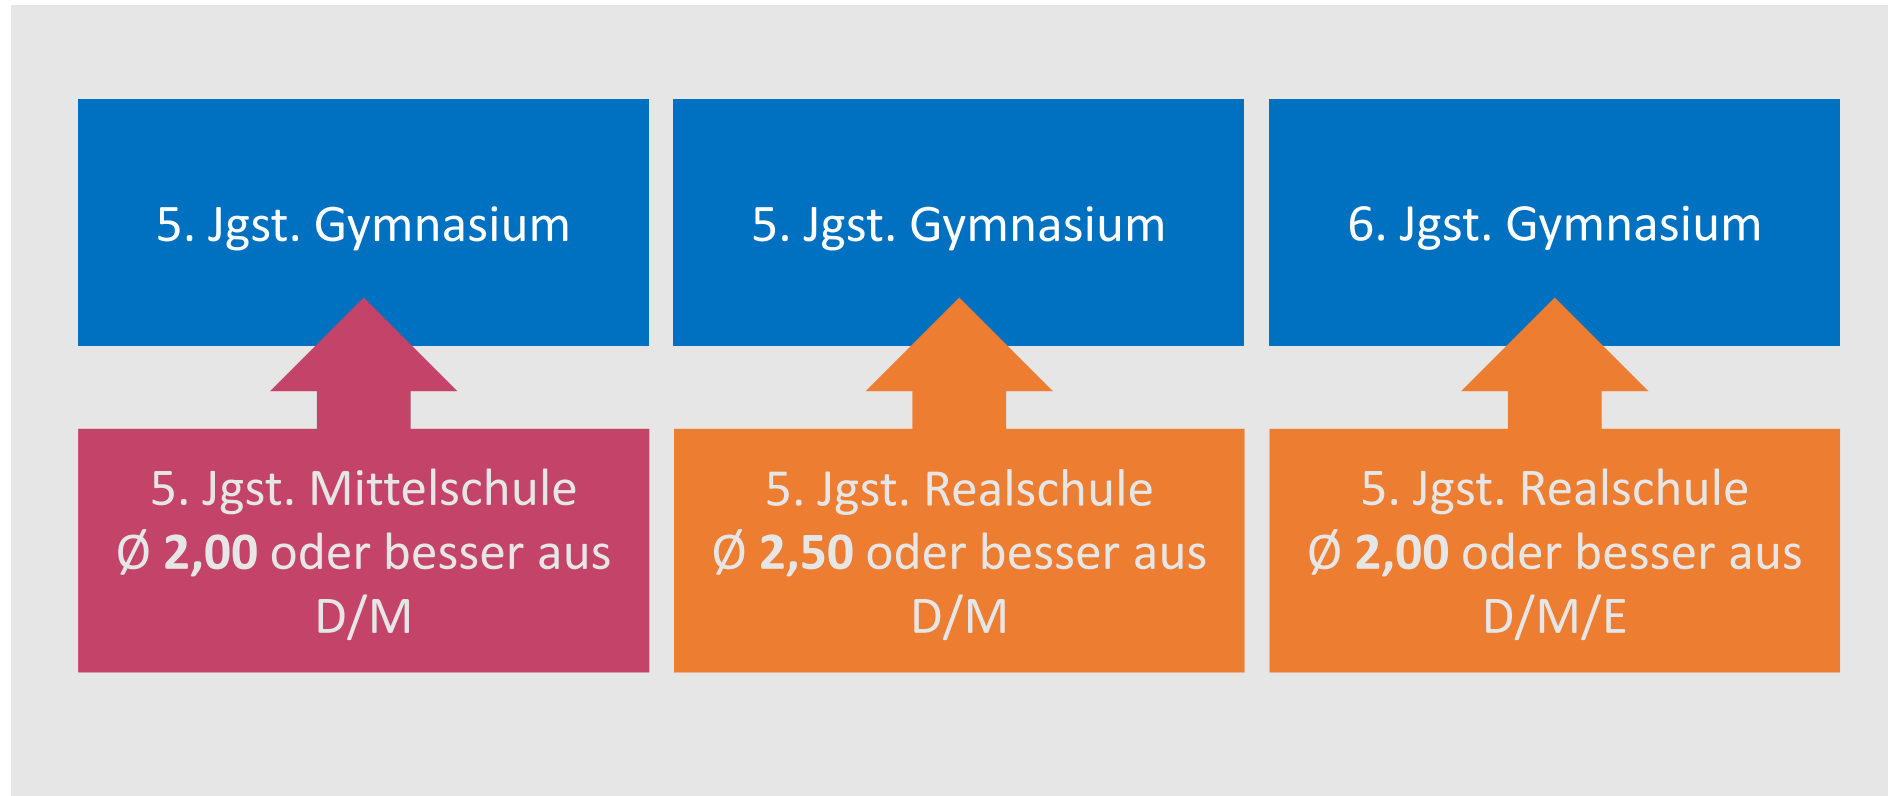 5. Jgst. Gymnasium
5. Jgst. Gymnasium
6. Jgst. Gymnasium
5. Jgst. Mittelschule
Ø 2,00 oder besser aus
D/M
5. Jgst. Realschule
Ø 2,50 oder besser aus
D/M
5. Jgst. Realschule
Ø 2,00 oder besser aus
D/M/E